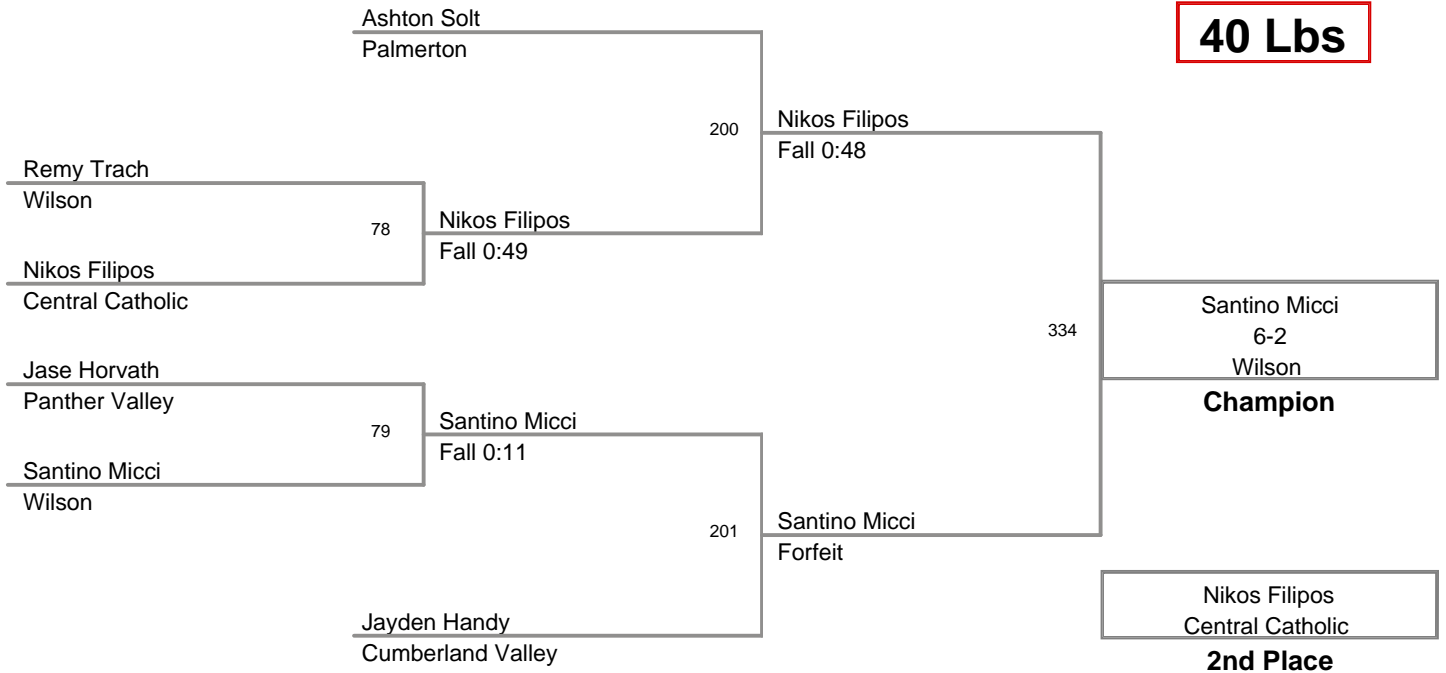 Ashton Solt
Palmerton
40 Lbs
200
Nikos Filipos
Fall 0:48
Remy Trach
Wilson
78
Nikos Filipos
Fall 0:49
Nikos Filipos
Central Catholic
334
Santino Micci
6-2
Wilson
Champion
Jase Horvath
Panther Valley
79
Santino Micci
Fall 0:11
Santino Micci
Wilson
201
Santino Micci
Forfeit
Jayden Handy
Cumberland Valley
Nikos Filipos
Central Catholic
2nd Place